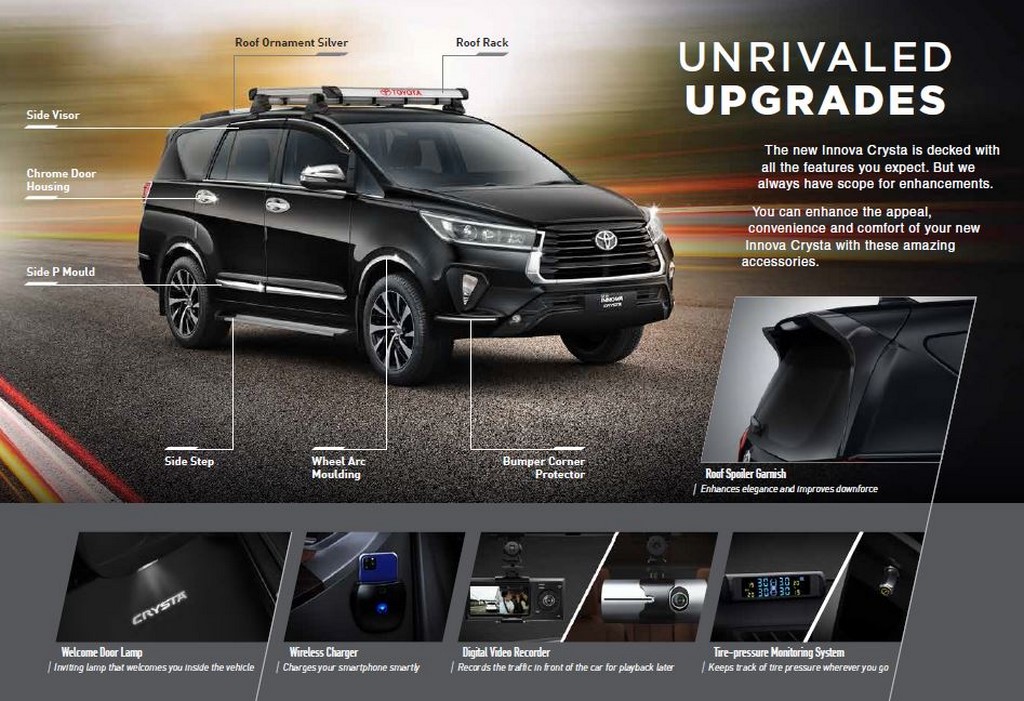 Roof Ornament Silver
Roof Rack
UNRIVALED
UPGRADES
TOYOTA
Side Visor
The new Innova Crysta is decked with
all the features you expect. But we
always have scope for enhancements.
Chrome Door
Housing
You can enhance the appeal,
convenience and comfort of your new
Innova Crysta with these amazing
accessories.
Side P Mould
INNOVA
CRYSTA
Side Step
Wheel Arc
Moulding
Bumper Corner
Protector
Roof Spoiler Garnish
Enhances elegance and improves downforce
CRYSTA
30 30
30 30
Welcome Door Lamp
Inviting lamp that welcomes you inside the vehicle
Wireless Charger
Charges your smartphone smartly
Digital Video Recorder
Records the traffic in front of the car for playback later
Tire-pressure Monitoring System
Keeps track of tire pressure wherever you go